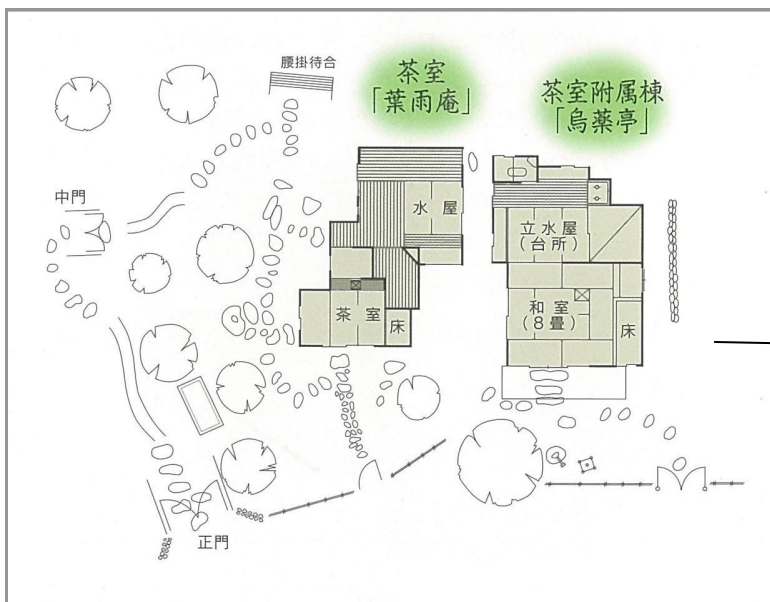 腰掛待合
茶室
「葉雨庵」
茶室附属棟
「烏薬亭」
中門
水屋
立水屋
(台所)
茶室
床
和室
(8畳)
床
正門